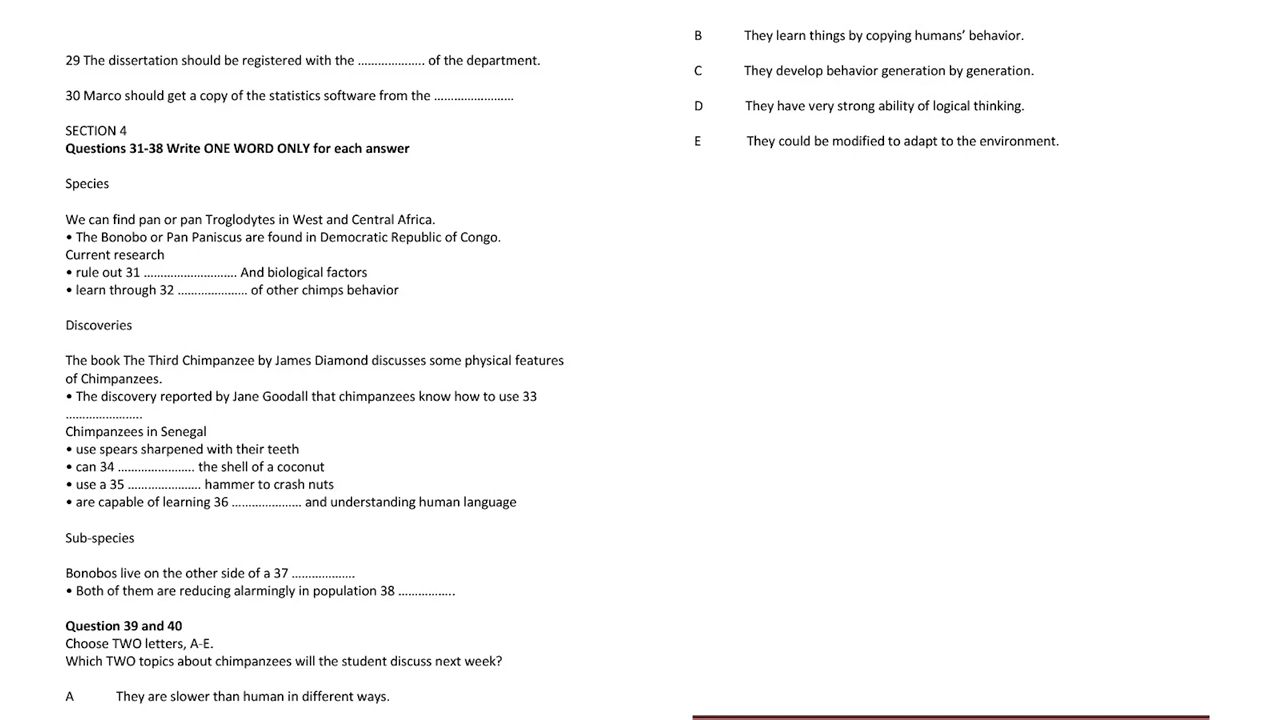 29 The dissertation should be registered with the ................... of the department.
30 Marco should get a copy of the statistics software from the .......................
SECTION 4
Questions 31-38 Write ONE WORD ONLY for each answer
Species
We can find pan or pan Troglodytes in West and Central Africa.
• The Bonobo or Pan Paniscus are found in Democratic Republic of Congo.
Current research
• rule out 31 ........................... And biological factors
• learn through 32 .................... of other chimps behavior
Discoveries
The book The Third Chimpanzee by James Diamond discusses some physical features
of Chimpanzees.
• The discovery reported by Jane Goodall that chimpanzees know how to use 33
......................
Chimpanzees in Senegal
• use spears sharpened with their teeth
• can 34 ...................... the shell of a coconut
• use a 35 ..................... hammer to crash nuts
• are capable of learning 36 .................... and understanding human language
Sub-species
Bonobos live on the other side of a 37 ..................
• Both of them are reducing alarmingly in population 38 ................
Question 39 and 40
Choose TWO letters, A-E.
Which TWO topics about chimpanzees will the student discuss next week?
A They are slower than human in different ways.
B They learn things by copying humans’ behavior.
C They develop behavior generation by generation.
D They have very strong ability of logical thinking.
E They could be modified to adapt to the environment.